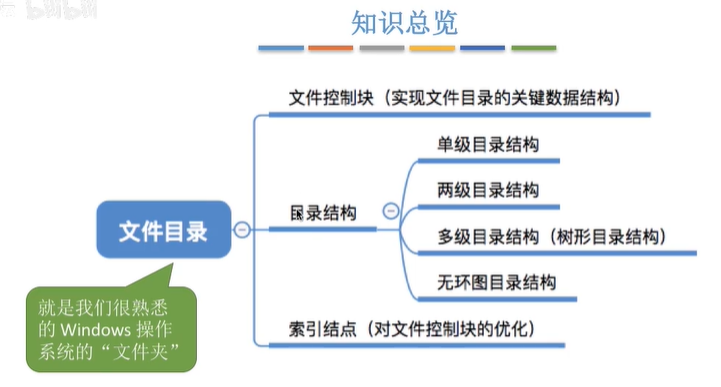 bilibili
知识总览
文件控制块（实现文件目录的关键数据结构）
单级目录结构
两级目录结构
目录结构
多级目录结构（树形目录结构）
文件目录
无环图目录结构
就是我们很熟悉
的 Windows 操作
系统的“文件夹”
索引结点（对文件控制块的优化）